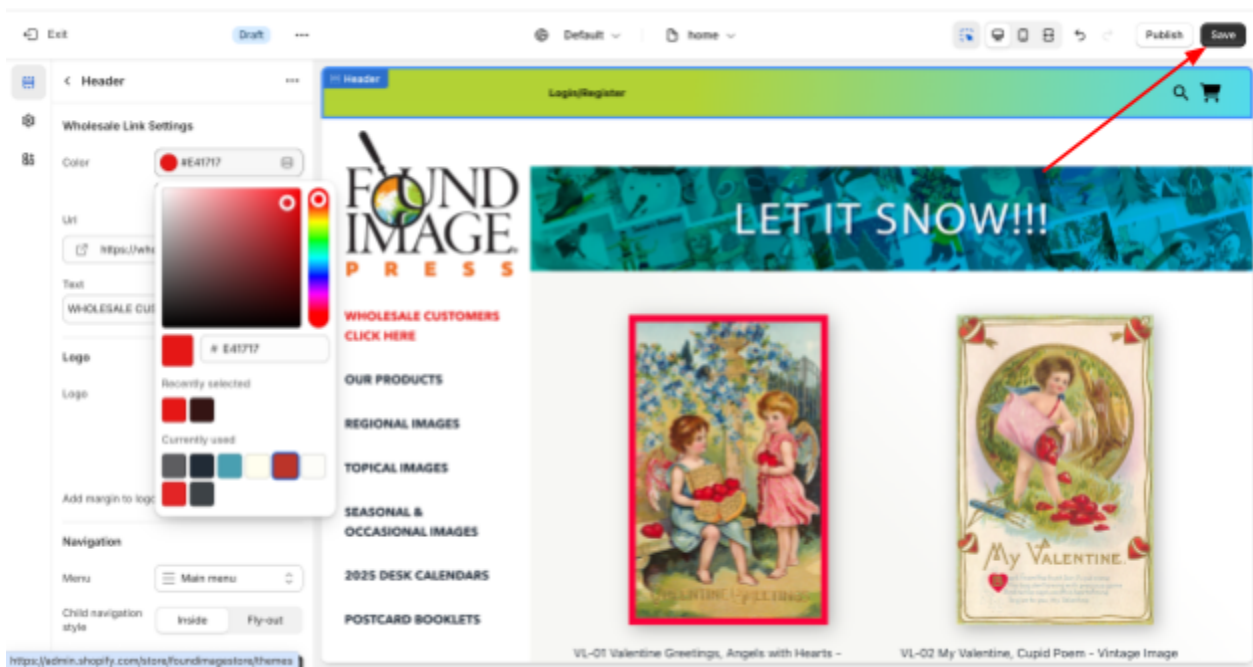 Exit
Draft
Default
home
Publish
Save
Header
Header
Login/Register
Wholesale Link Settings
Color
#E41717
Url
https://who
Text
WHOLESALE CUS
# E41717
Recently selected
Currently used
Logo
Logo
Add margin to logo
Navigation
Menu
Main menu
Child navigation
style
Inside
Fly-out
https://admin.shopify.com/store/foundimagestore/themes
FOUND
IMAGE
PRESS
WHOLESALE CUSTOMERS
CLICK HERE
OUR PRODUCTS
REGIONAL IMAGES
TOPICAL IMAGES
SEASONAL &
OCCASIONAL IMAGES
2025 DESK CALENDARS
POSTCARD BOOKLETS
LET IT SNOW!!!
VALENTINE GREETINGS
My VALENTINE.
VL-01 Valentine Greetings, Angels with Hearts –
VL-02 My Valentine, Cupid Poem - Vintage Image